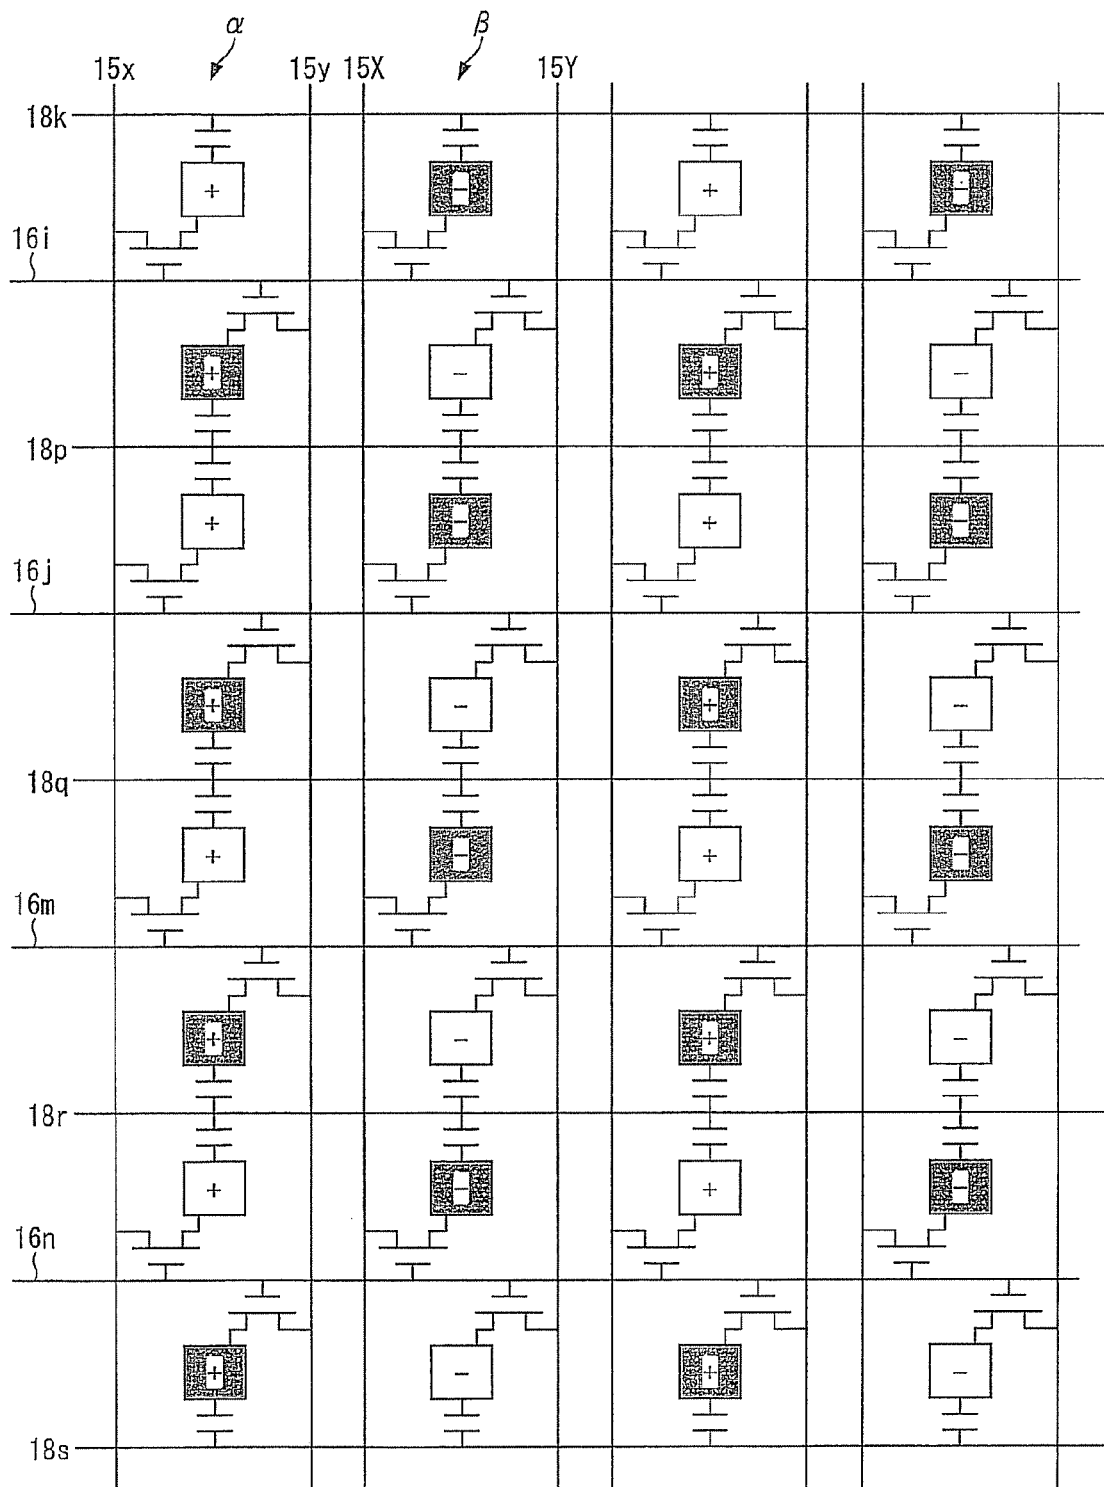 α β
15x 15y 15X 15Y
18k
+ - + -
16i
+ - + -
18p
+ - + -
16j
+ - + -
18q
+ - + -
16m
+ - + -
18r
+ - + -
16n
+ - + -
18s